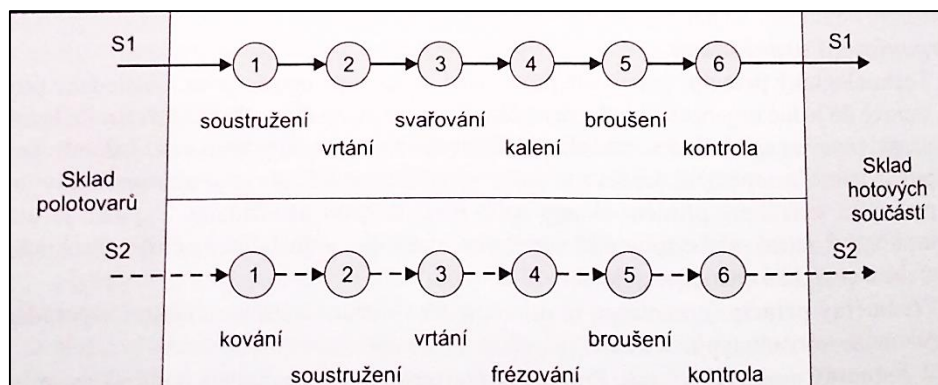 S1 1 2 3 4 5 6 S1
soustružení svařování broušení
vrtání kalení kontrola
Sklad
polotovarů
Sklad
hotových
součástí
S2 1 2 3 4 5 6 S2
kování vrtání broušení
soustružení frézování kontrola